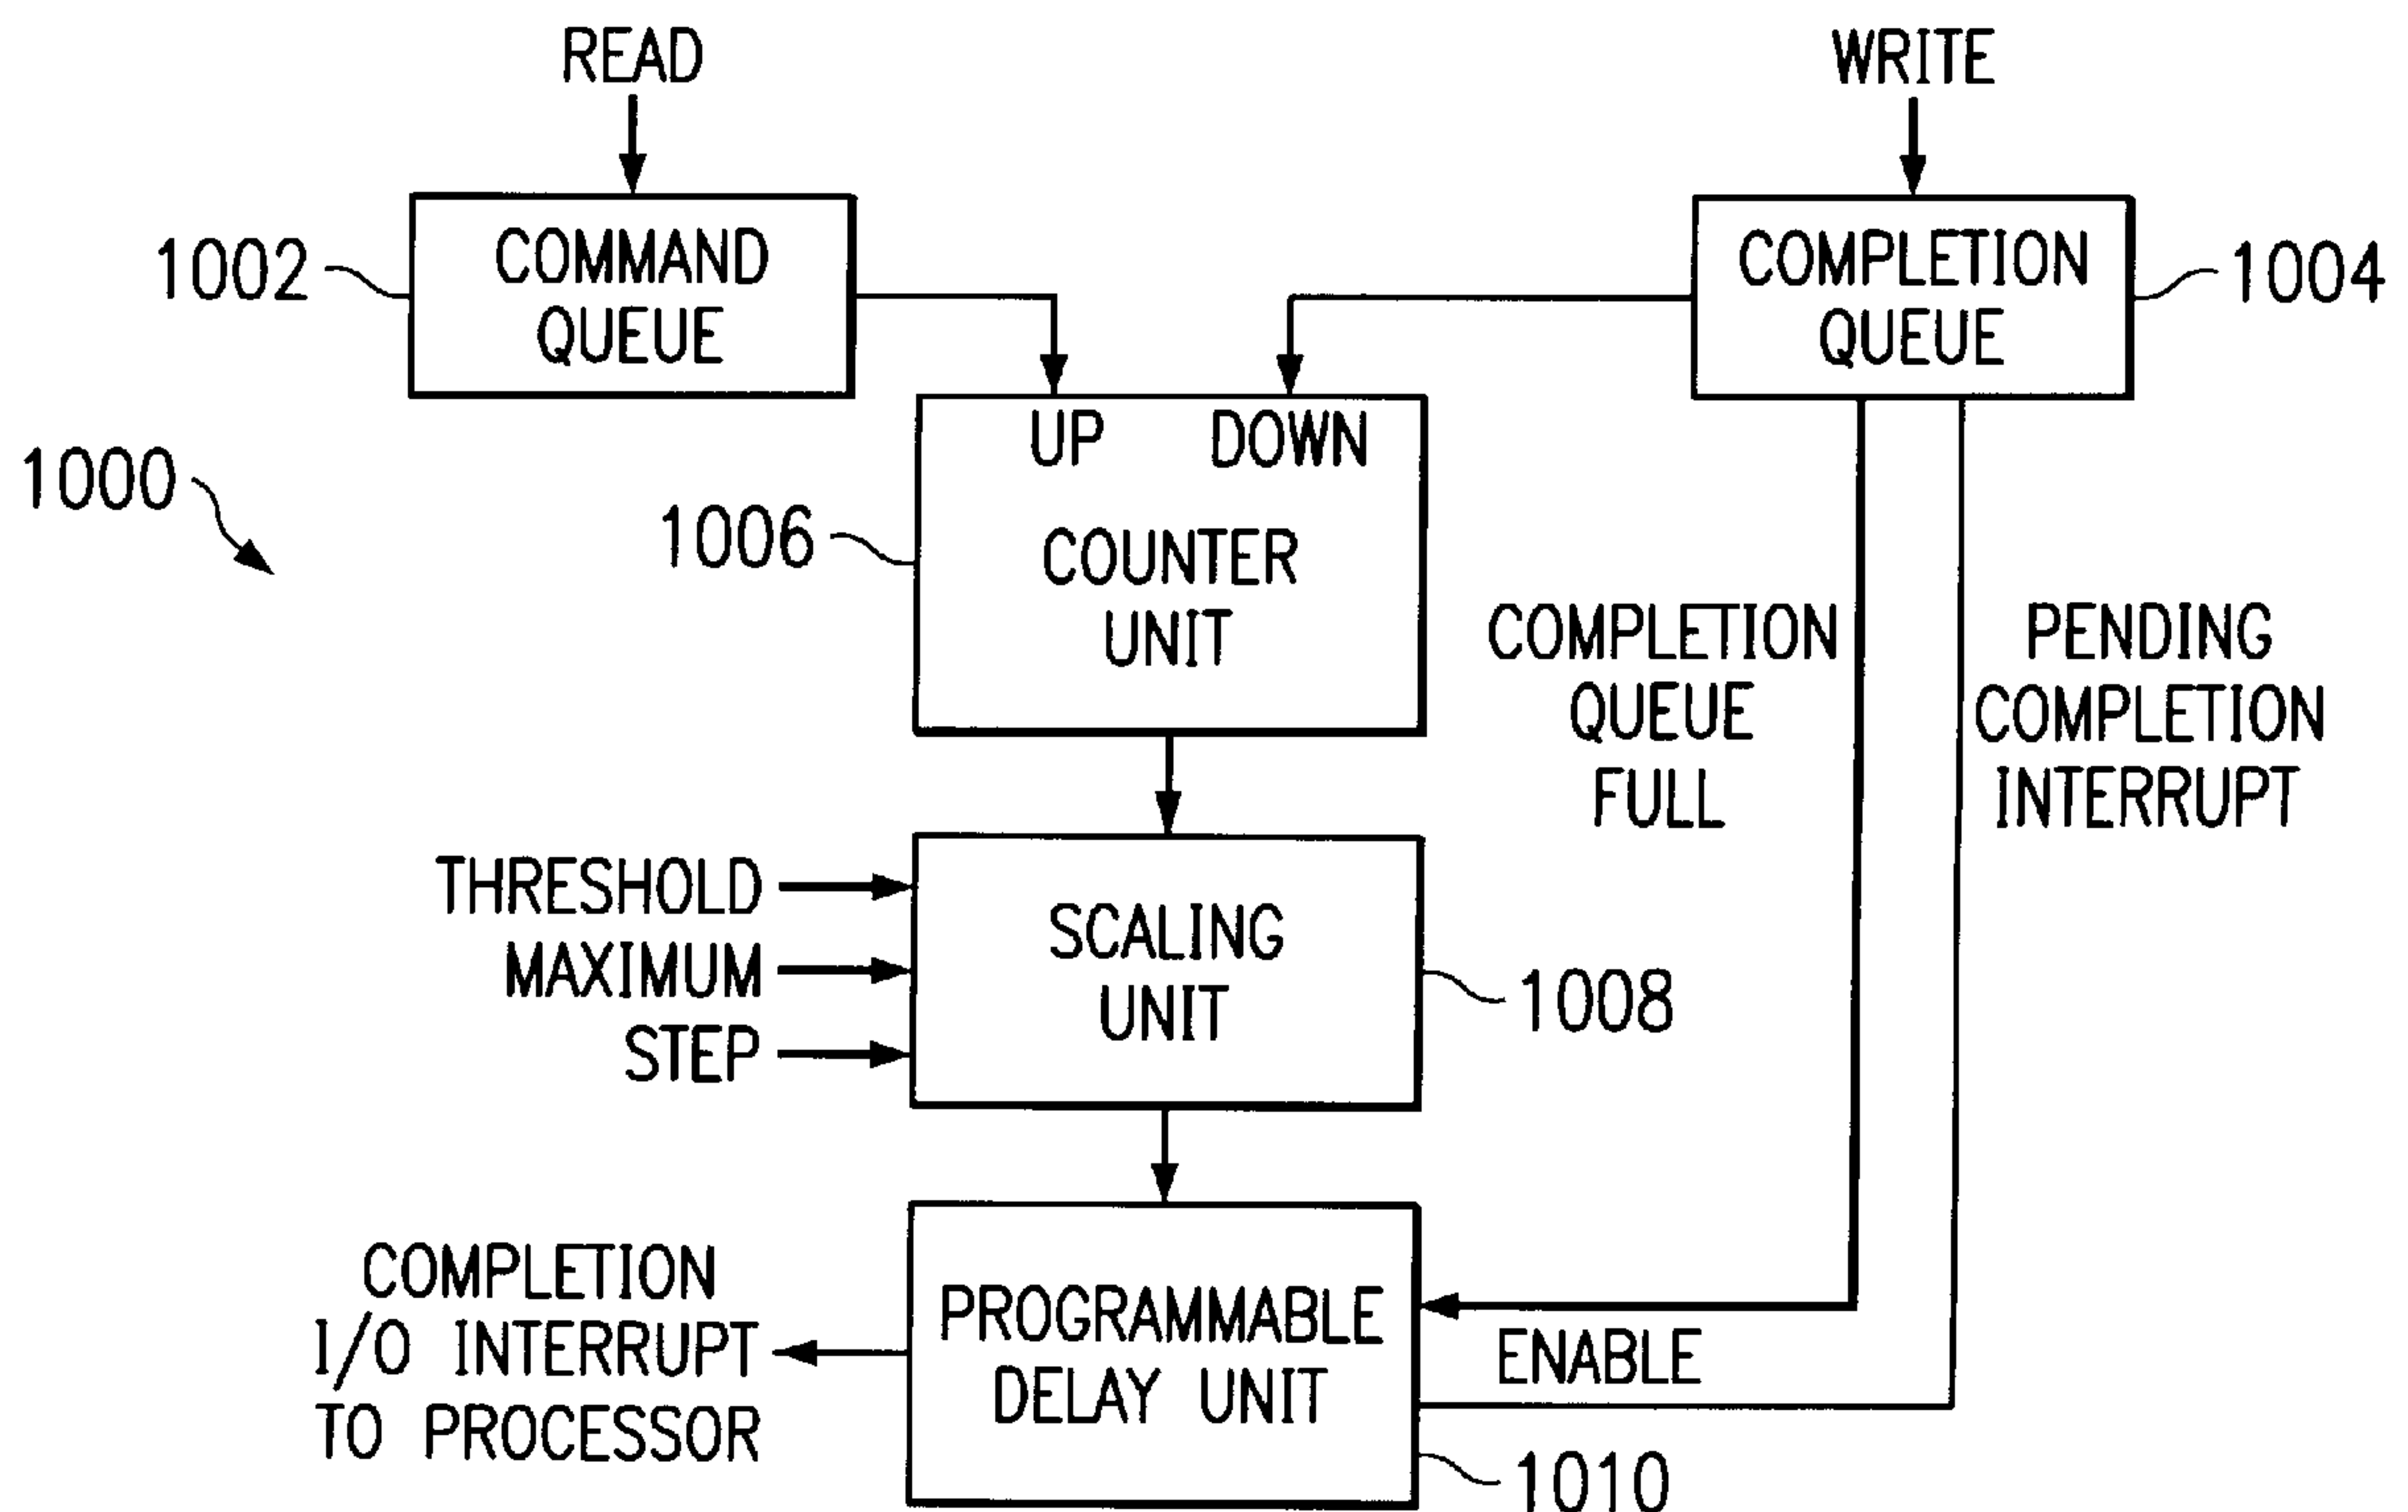 READ
WRITE
1002
COMMAND
QUEUE
COMPLETION
QUEUE
1004
1000
UP DOWN
1006
COUNTER
UNIT
COMPLETION
QUEUE
FULL
PENDING
COMPLETION
INTERRUPT
THRESHOLD
MAXIMUM
STEP
SCALING
UNIT
1008
COMPLETION
I/O INTERRUPT
TO PROCESSOR
PROGRAMMABLE
DELAY UNIT
ENABLE
1010